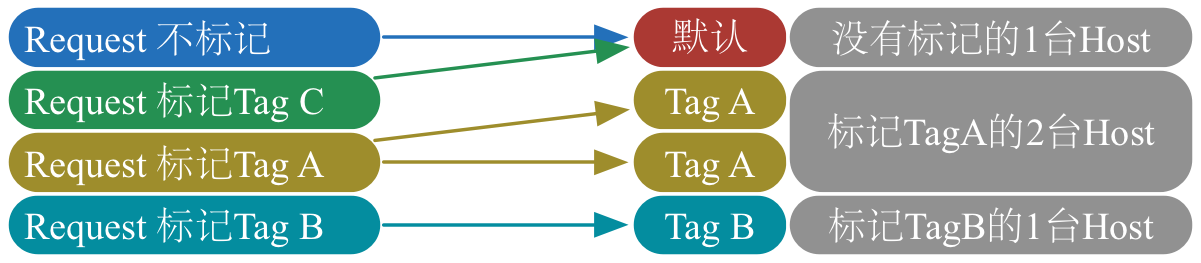 Request 不标记
默认
没有标记的1台Host
Request 标记Tag C
Tag A
标记TagA的2台Host
Request 标记Tag A
Tag A
Request 标记Tag B
Tag B
标记TagB的1台Host